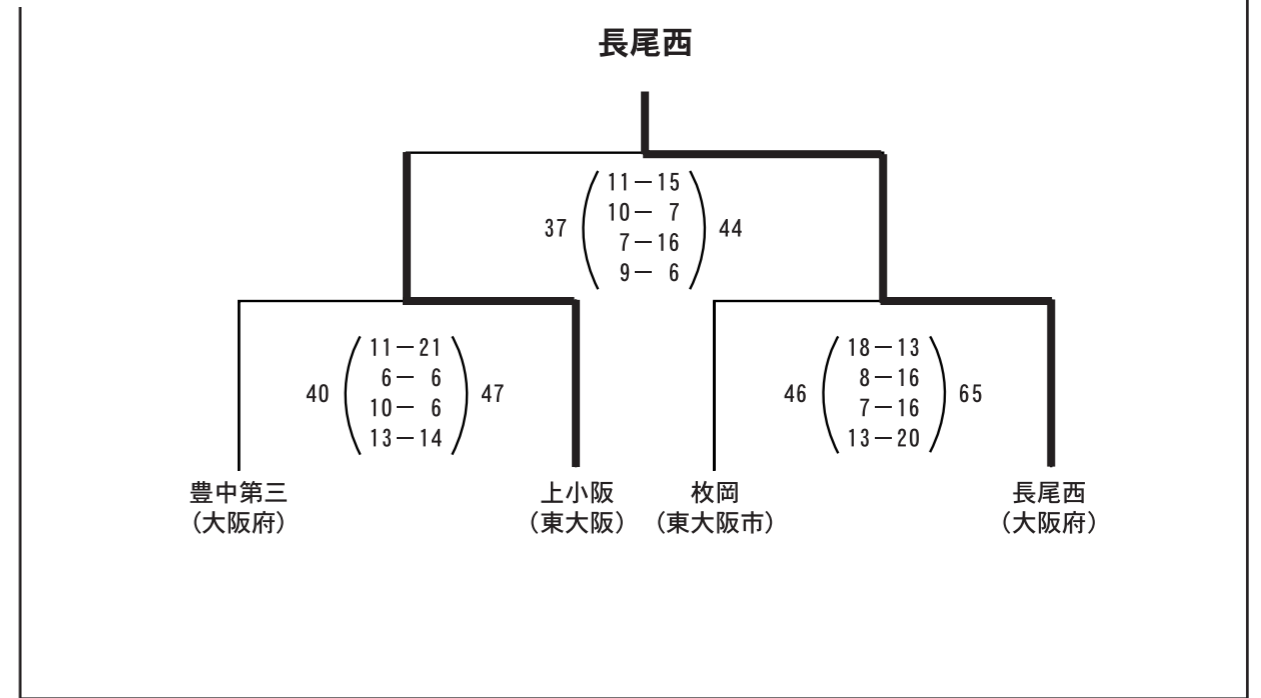 長尾西
37 (11－15) 44
10－ 7
7－16
9－ 6
40 (11－21) 47
6－ 6
10－ 6
13－14
46 (18－13) 65
8－16
7－16
13－20
豊中第三 上小阪 枚岡 長尾西
(大阪府) (東大阪) (東大阪市) (大阪府)